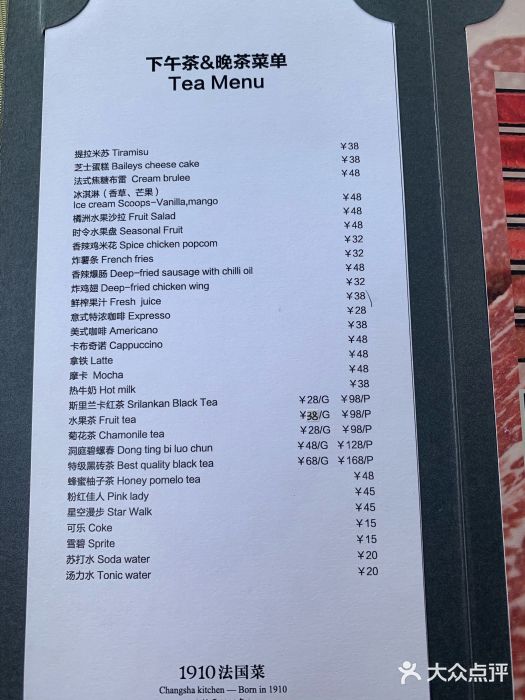 下午茶&晚茶菜单
Tea Menu
提拉米苏 Tiramisu ¥38
芝士蛋糕 Baileys cheese cake ¥38
法式焦糖布雷 Cream brulee ¥48
冰淇淋（香草、芒果）
Ice cream Scoops-Vanilla,mango ¥48
橘洲水果沙拉 Fruit Salad ¥48
时令水果盘 Seasonal Fruit ¥48
香辣鸡米花 Spice chicken popcom ¥32
炸薯条 French fries ¥32
香辣爆肠 Deep-fried sausage with chilli oil ¥48
炸鸡翅 Deep-fried chicken wing ¥32
鲜榨果汁 Fresh juice ¥38
意式特浓咖啡 Expresso ¥28
美式咖啡 Americano ¥38
卡布奇诺 Cappuccino ¥48
拿铁 Latte ¥48
摩卡 Mocha ¥48
热牛奶 Hot milk ¥38
斯里兰卡红茶 Srilankan Black Tea ¥28/G ¥98/P
水果茶 Fruit tea ¥38/G ¥98/P
菊花茶 Chamonile tea ¥28/G ¥98/P
洞庭碧螺春 Dong ting bi luo chun ¥48/G ¥128/P
特级黑砖茶 Best quality black tea ¥68/G ¥168/P
蜂蜜柚子茶 Honey pomelo tea ¥48
粉红佳人 Pink lady ¥45
星空漫步 Star Walk ¥45
可乐 Coke ¥15
雪碧 Sprite ¥15
苏打水 Soda water ¥20
汤力水 Tonic water ¥20
1910法国菜
Changsha kitchen — Born in 1910
大众点评